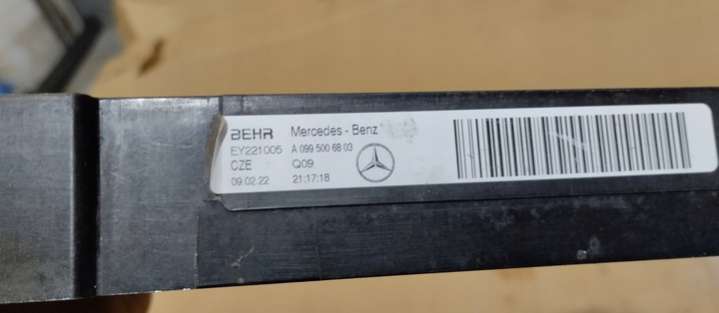 BEHR Mercedes - Benz
EY221005 A 099 500 68 03
CZE Q09
09.02.22 21:17:18